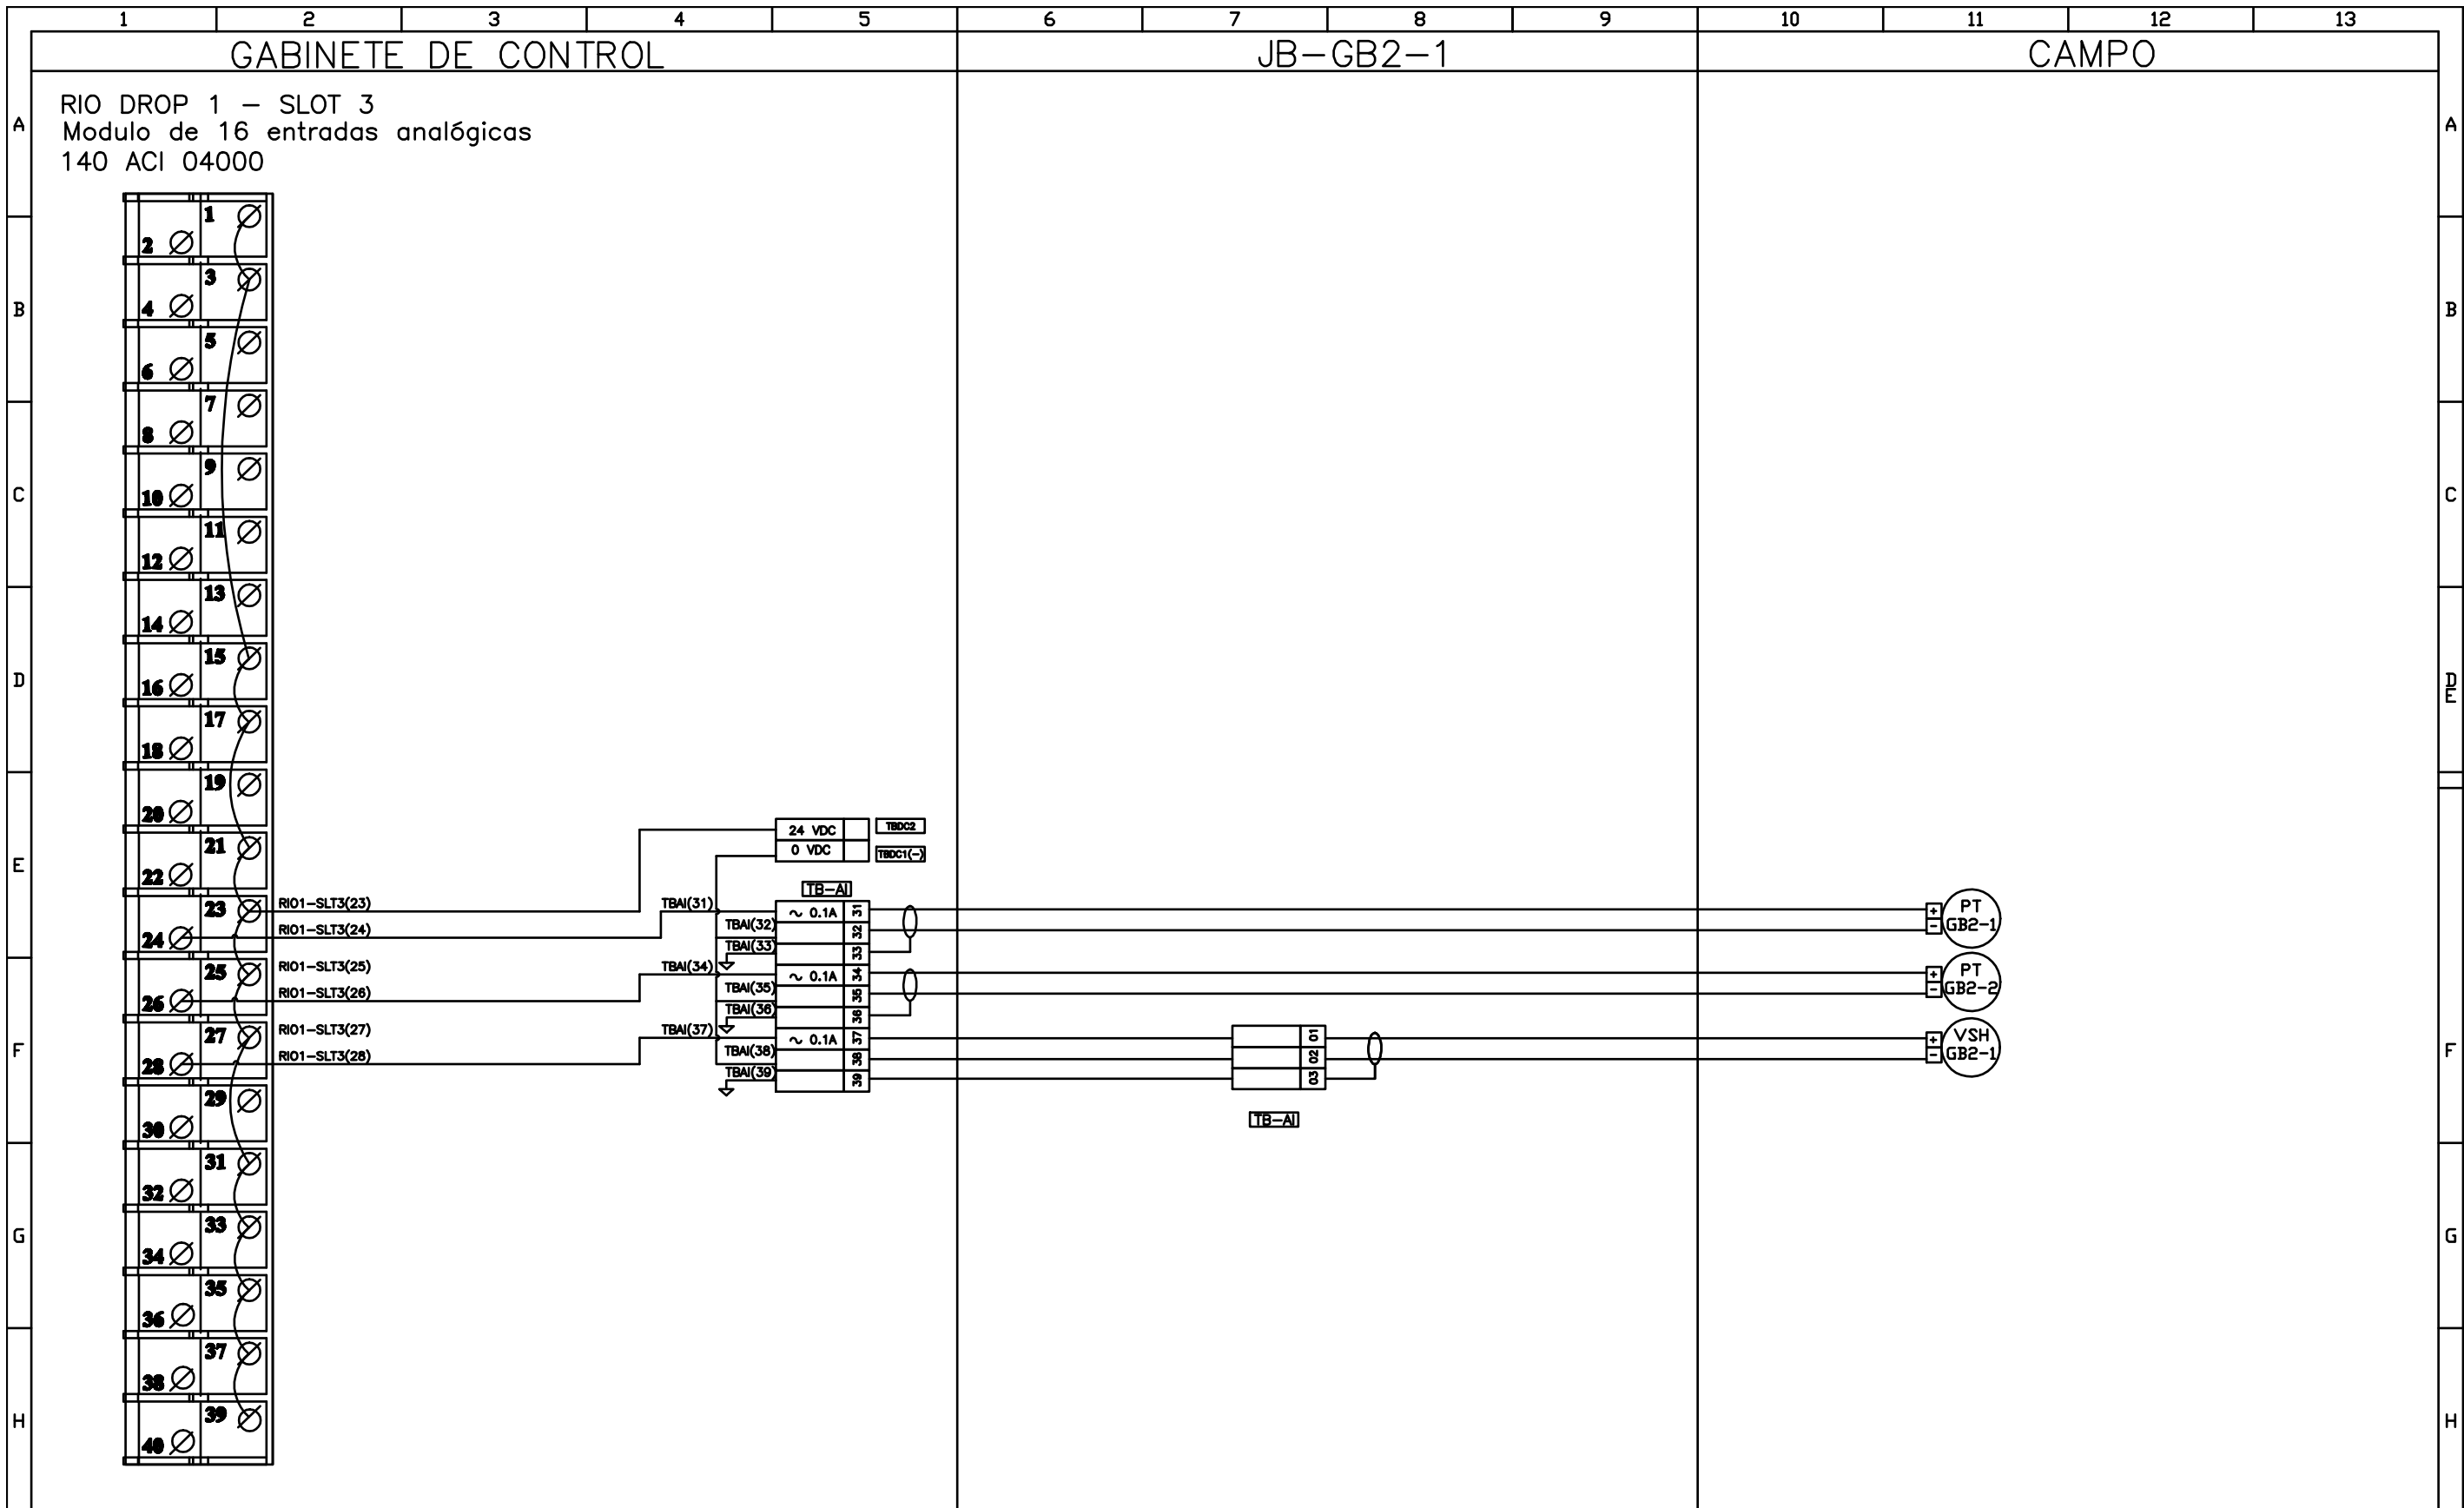 1 2 3 4 5 6 7 8 9 10 11 12 13
GABINETE DE CONTROL
JB-GB2-1
CAMPO
RIO DROP 1 - SLOT 3
Modulo de 16 entradas analógicas
140 ACI 04000
A
A
1
2
3
B
4
B
5
6
7
8
9
C
10
C
11
12
13
14
15
D
16
D
E
17
18
19
20
21
22
E
24 VDC
TBDC2
0 VDC
TBDC1(-)
TB-AI
23
RIO1-SLT3(23)
TBAI(31)
~ 0.1A
31
+
PT
GB2-1
-
24
RIO1-SLT3(24)
TBAI(32)
32
TBAI(33)
33
25
RIO1-SLT3(25)
TBAI(34)
~ 0.1A
34
+
PT
GB2-2
-
26
RIO1-SLT3(26)
TBAI(35)
35
TBAI(36)
36
27
RIO1-SLT3(27)
TBAI(37)
~ 0.1A
37
01
+
VSH
GB2-1
-
F
28
RIO1-SLT3(28)
TBAI(38)
38
02
F
TBAI(39)
39
03
TB-AI
29
30
31
32
33
G
34
G
35
36
37
38
39
H
40
H